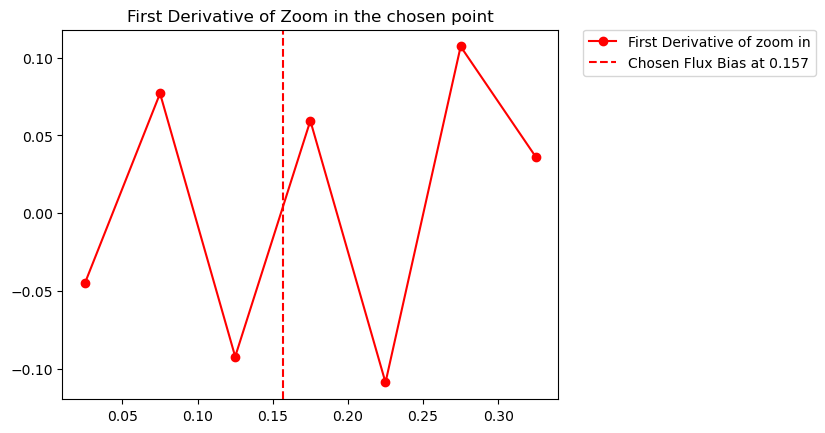 First Derivative of Zoom in the chosen point
First Derivative of zoom in
Chosen Flux Bias at 0.157
0.10
0.05
0.00
−0.05
−0.10
0.05 0.10 0.15 0.20 0.25 0.30